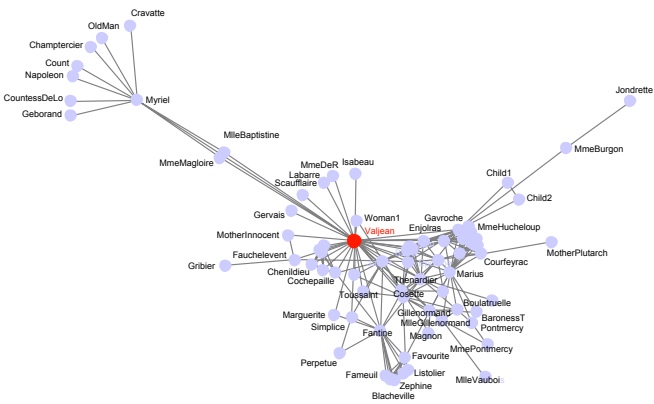 Cravatte
OldMan
Champtercier
Count
Napoleon
CountessDeLo
Geborand
Myriel
Jondrette
MlleBaptistine
MmeBurgon
MmeMagloire
MmeDeR
Isabeau
Labarre
Scaufflaire
Child1
Child2
Gervais
Woman1
Gavroche
Valjean
Enjolras
MmeHucheloup
MotherInnocent
MotherPlutarch
Fauchelevent
Courfeyrac
Gribier
Chenildieu
Cochepaille
Thenardier
Marius
Toussaint
Cosette
Boulatruelle
Marguerite
Gillenormand
BaronessT
Simplice
MlleGillenormand
Pontmercy
Fantine
Magnon
MmePontmercy
Perpetue
Favourite
Fameuil
Listolier
MlleVaubois
Zephine
Blacheville